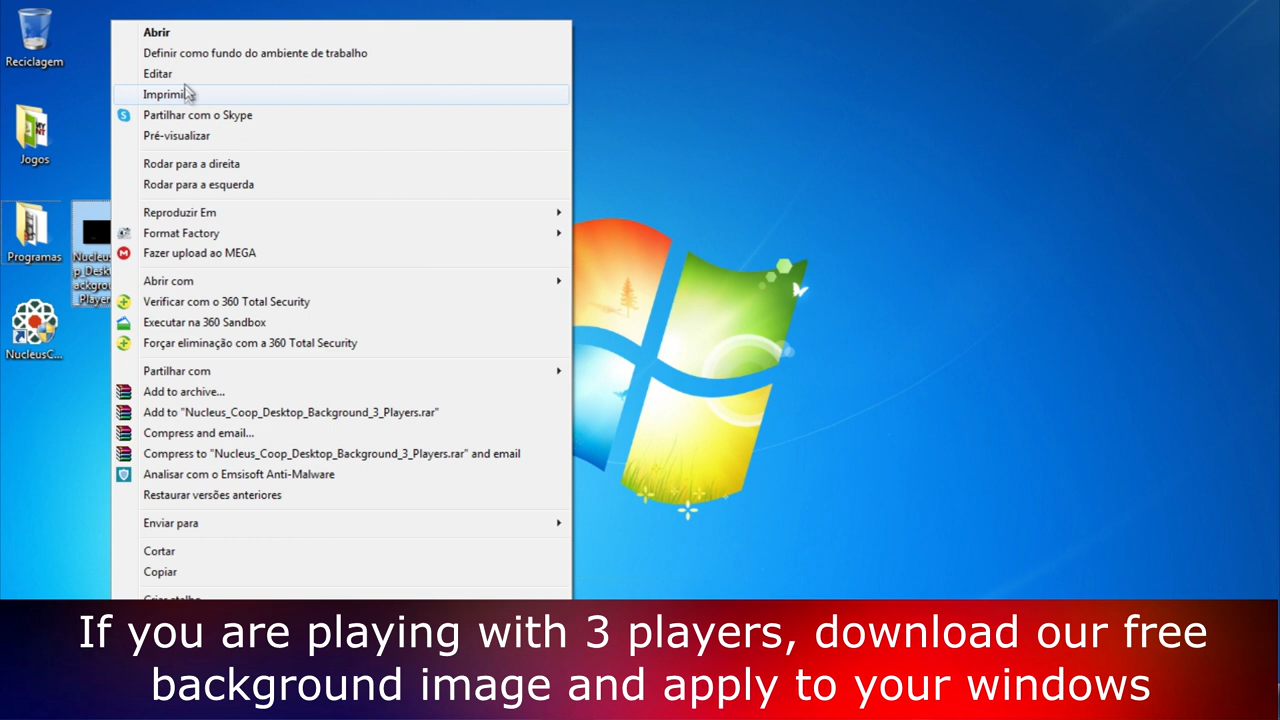 Reciclagem
Jogos
Programas
Nucleus
p_Desk
ackgrou
_Player
NucleusC...
Abrir
Definir como fundo do ambiente de trabalho
Editar
Imprimi
Partilhar com o Skype
Pré-visualizar
Rodar para a direita
Rodar para a esquerda
Reproduzir Em
Format Factory
Fazer upload ao MEGA
Abrir com
Verificar com o 360 Total Security
Executar na 360 Sandbox
Forçar eliminação com a 360 Total Security
Partilhar com
Add to archive...
Add to "Nucleus_Coop_Desktop_Background_3_Players.rar"
Compress and email...
Compress to "Nucleus_Coop_Desktop_Background_3_Players.rar" and email
Analisar com o Emsisoft Anti-Malware
Restaurar versões anteriores
Enviar para
Cortar
Copiar
If you are playing with 3 players, download our free
background image and apply to your windows